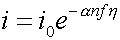 i = i₀e^{-αnfη}